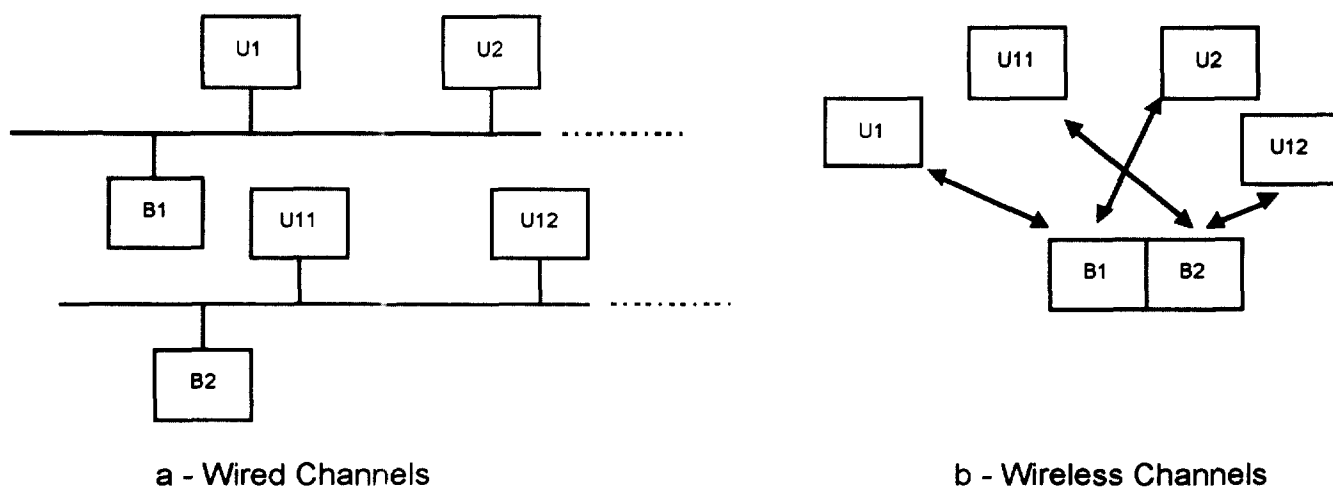 U1
U2
B1
U11
U12
B2
a - Wired Channels
U11
U2
U1
U12
B1
B2
b - Wireless Channels